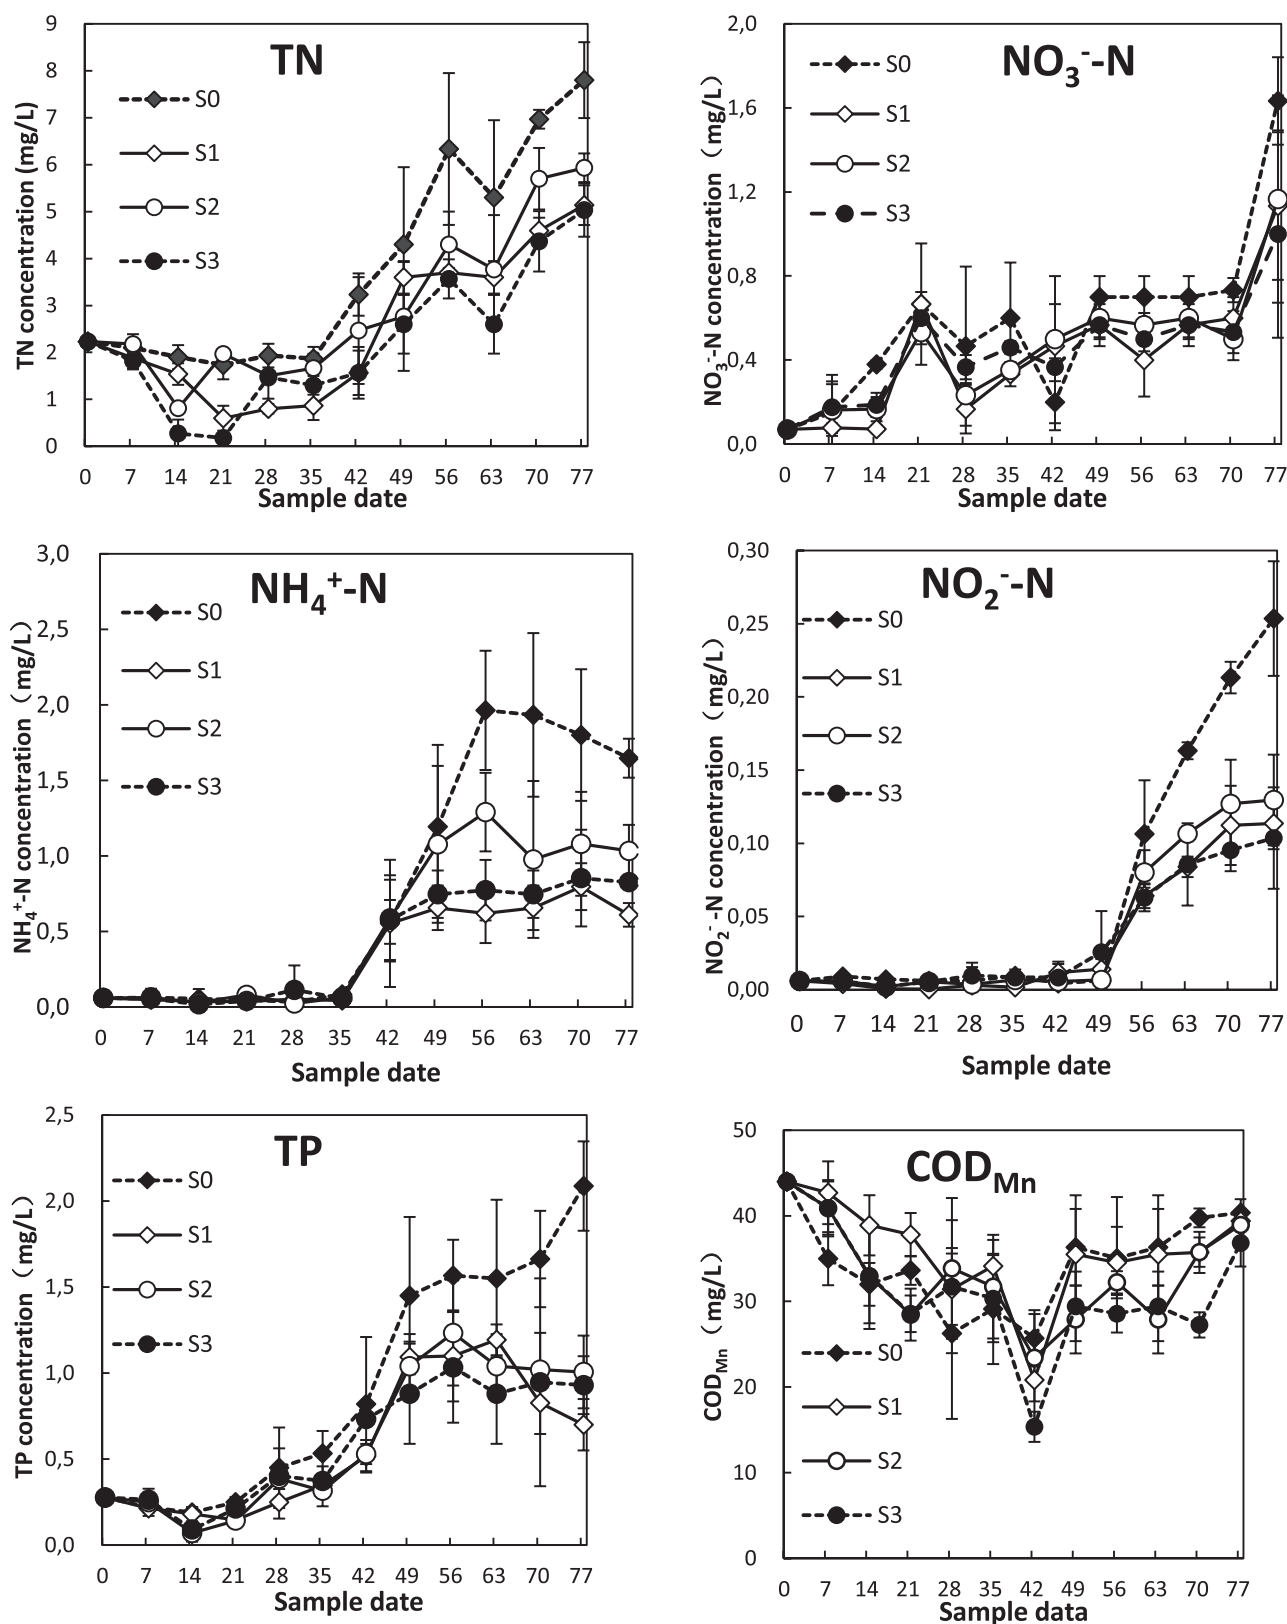 TN
TN concentration (mg/L)
9
8
7
6
5
4
3
2
1
0
S0
S1
S2
S3
0 7 14 21 28 35 42 49 56 63 70 77
Sample date
NO₃⁻-N
NO₃⁻-N concentration（mg/L）
2,0
1,6
1,2
0,8
0,4
0,0
S0
S1
S2
S3
0 7 14 21 28 35 42 49 56 63 70 77
Sample date
NH₄⁺-N
NH₄⁺-N concentration（mg/L）
3,0
2,5
2,0
1,5
1,0
0,5
0,0
S0
S1
S2
S3
0 7 14 21 28 35 42 49 56 63 70 77
Sample date
NO₂⁻-N
NO₂⁻-N concentration（mg/L）
0,30
0,25
0,20
0,15
0,10
0,05
0,00
S0
S1
S2
S3
0 7 14 21 28 35 42 49 56 63 70 77
Sample date
TP
TP concentration（mg/L）
2,5
2,0
1,5
1,0
0,5
0,0
S0
S1
S2
S3
0 7 14 21 28 35 42 49 56 63 70 77
Sample date
COD_Mn
COD_Mn（mg/L）
50
40
30
20
10
0
S0
S1
S2
S3
0 7 14 21 28 35 42 49 56 63 70 77
Sample data